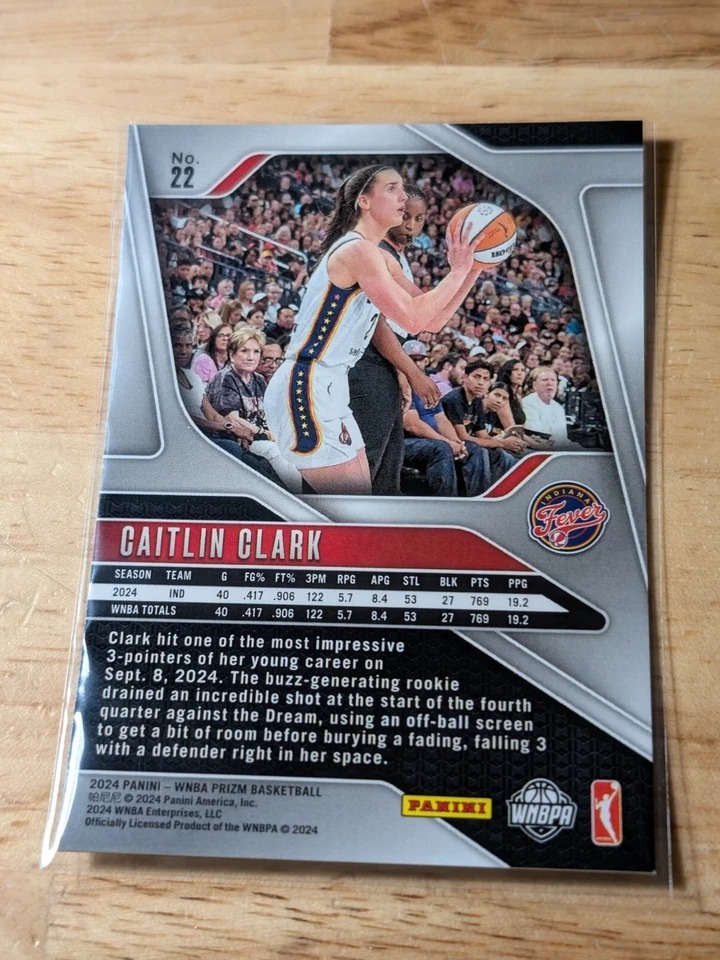 No.
22
INDIANA
Fever
CAITLIN CLARK
SEASON TEAM G FG% FT% 3PM RPG APG STL BLK PTS PPG
2024 IND 40 .417 .906 122 5.7 8.4 53 27 769 19.2
WNBA TOTALS 40 .417 .906 122 5.7 8.4 53 27 769 19.2
Clark hit one of the most impressive
3-pointers of her young career on
Sept. 8, 2024. The buzz-generating rookie
drained an incredible shot at the start of the fourth
quarter against the Dream, using an off-ball screen
to get a bit of room before burying a fading, falling 3
with a defender right in her space.
2024 PANINI – WNBA PRIZM BASKETBALL
帕尼尼 © 2024 Panini America, Inc.
2024 WNBA Enterprises, LLC
Officially Licensed Product of the WNBPA © 2024
PANINI
WNBPA